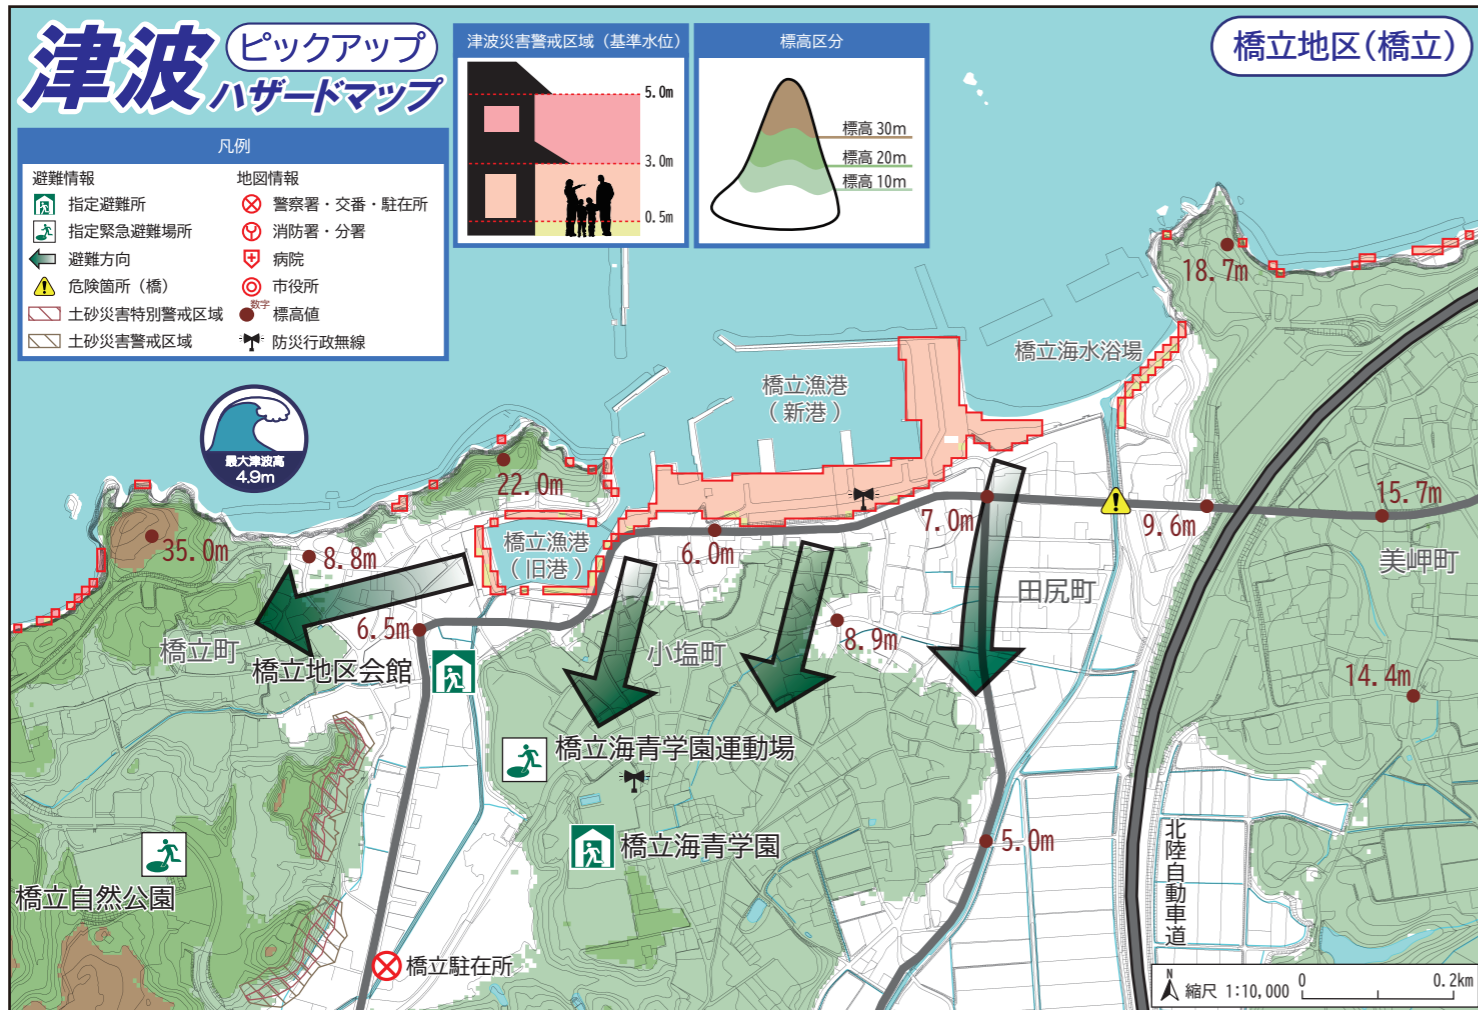 津波
ピックアップ
ハザードマップ
橋立地区(橋立)
凡例
避難情報
指定避難所
指定緊急避難場所
避難方向
危険箇所（橋）
土砂災害特別警戒区域
土砂災害警戒区域
地図情報
警察署・交番・駐在所
消防署・分署
病院
市役所
数字
標高値
防災行政無線
津波災害警戒区域（基準水位）
5.0m
3.0m
0.5m
標高区分
標高 30m
標高 20m
標高 10m
最大津波高
4.9m
18.7m
橋立海水浴場
橋立漁港
（新港）
22.0m
35.0m
8.8m
橋立漁港
（旧港）
6.0m
7.0m
9.6m
15.7m
美岬町
田尻町
6.5m
橋立町
橋立地区会館
小塩町
8.9m
14.4m
橋立海青学園運動場
橋立海青学園
5.0m
橋立自然公園
北陸自動車道
橋立駐在所
N
縮尺 1:10,000
0
0.2km